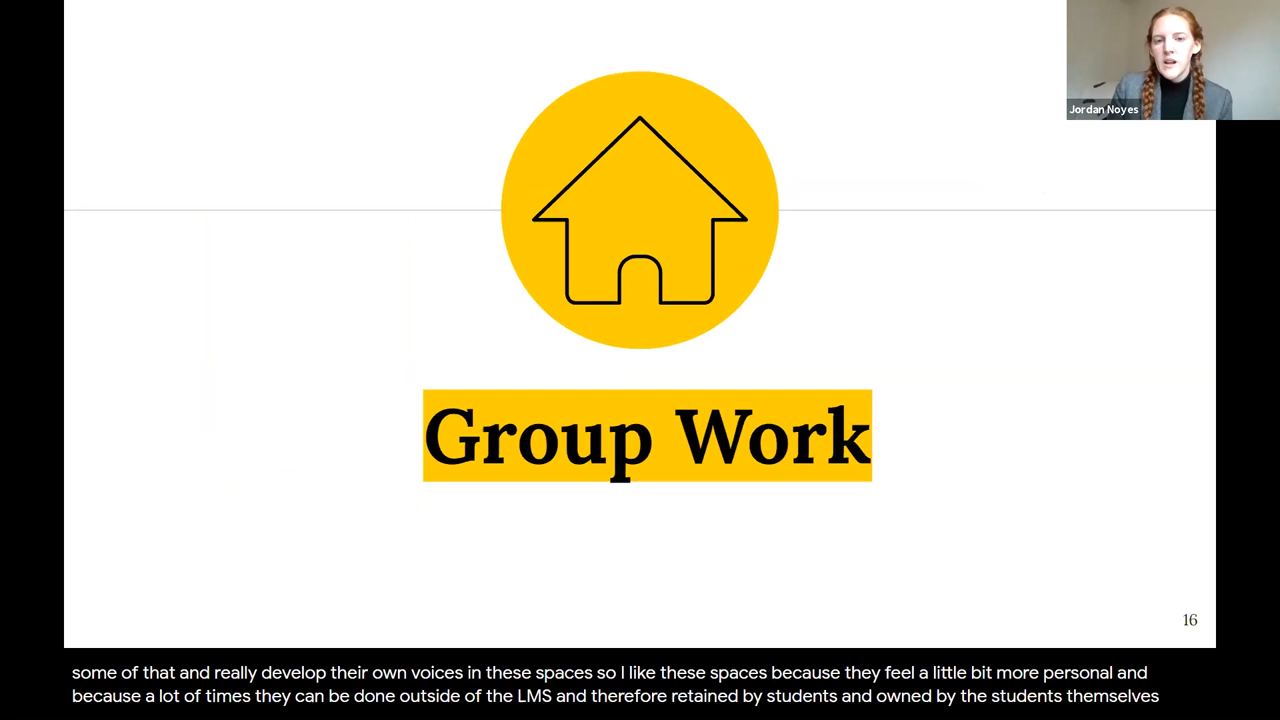 Jordan Noyes
Group Work
16
some of that and really develop their own voices in these spaces so I like these spaces because they feel a little bit more personal and
because a lot of times they can be done outside of the LMS and therefore retained by students and owned by the students themselves